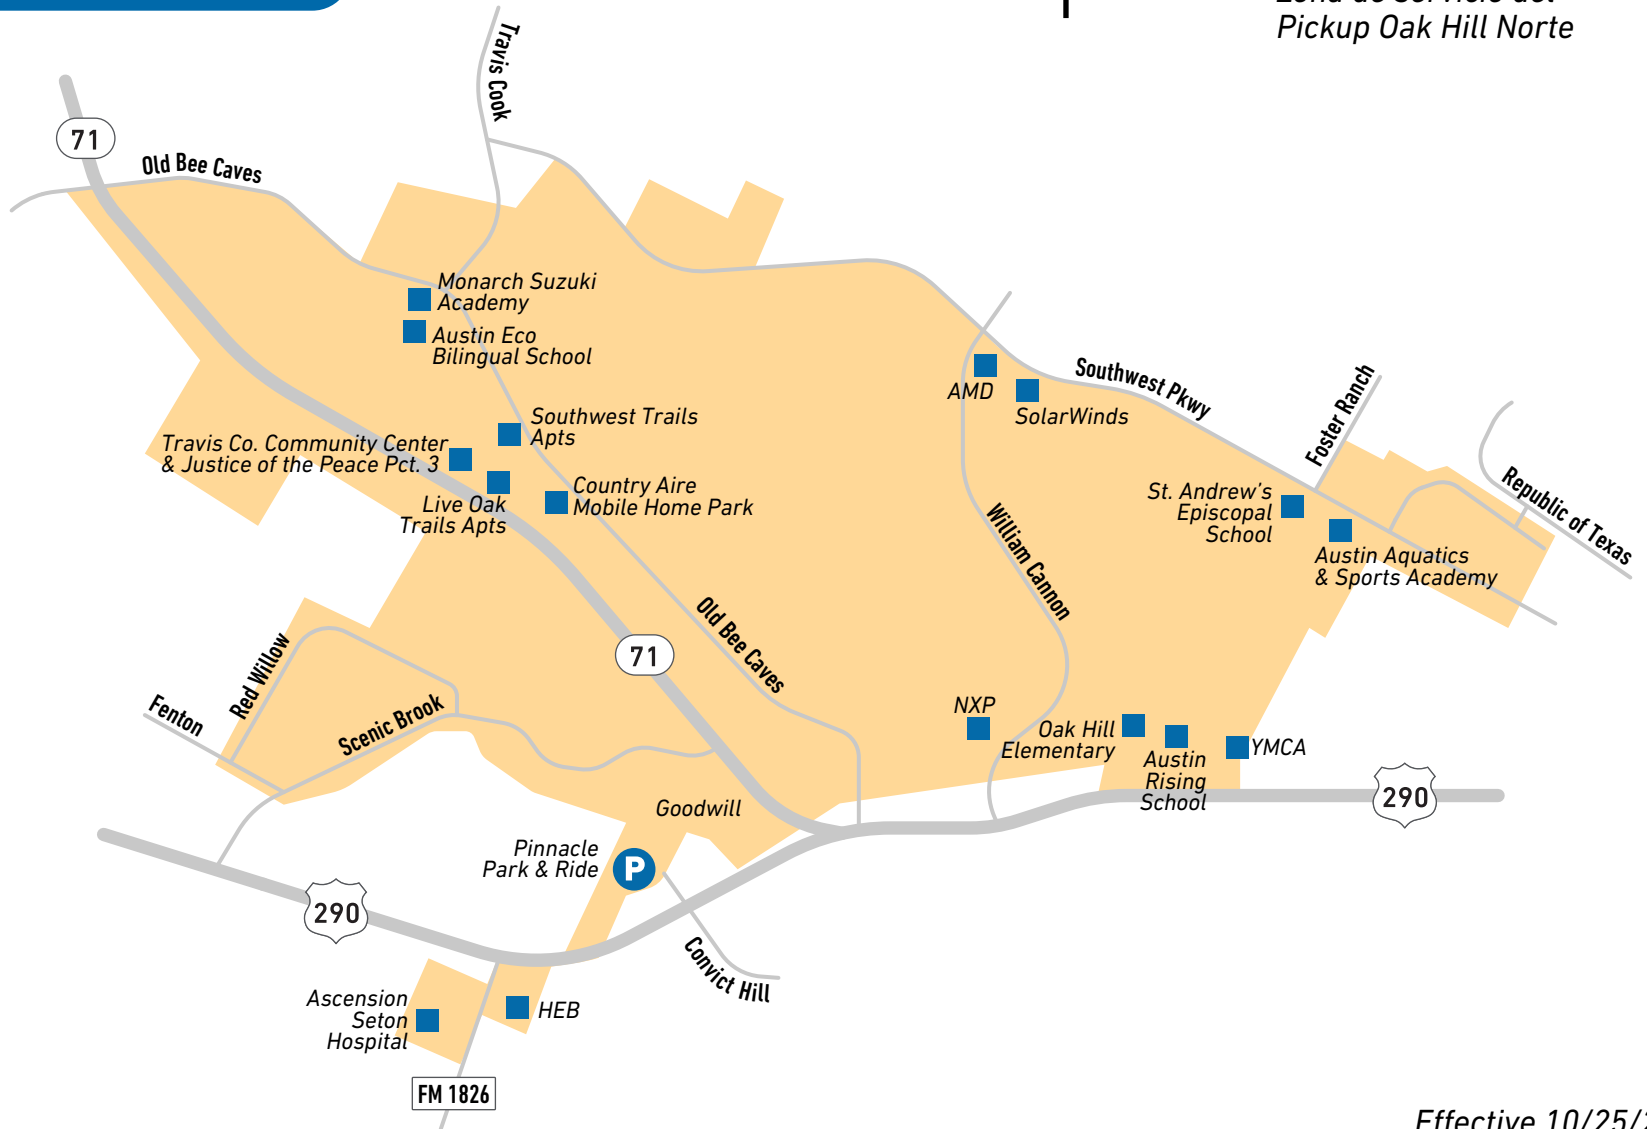 Pickup Oak Hill Norte
Travis Cook
71
Old Bee Caves
Monarch Suzuki
Academy
Austin Eco
Bilingual School
AMD
SolarWinds
Southwest Pkwy
Foster Ranch
Republic of Texas
Southwest Trails
Apts
Travis Co. Community Center
& Justice of the Peace Pct. 3
Live Oak
Trails Apts
Country Aire
Mobile Home Park
St. Andrew's
Episcopal
School
Austin Aquatics
& Sports Academy
William Cannon
Old Bee Caves
71
Red Willow
Fenton
Scenic Brook
NXP
Oak Hill
Elementary
Austin
Rising
School
YMCA
290
Goodwill
Pinnacle
Park & Ride
P
290
Convict Hill
Ascension
Seton
Hospital
HEB
FM 1826
Effective 10/25/